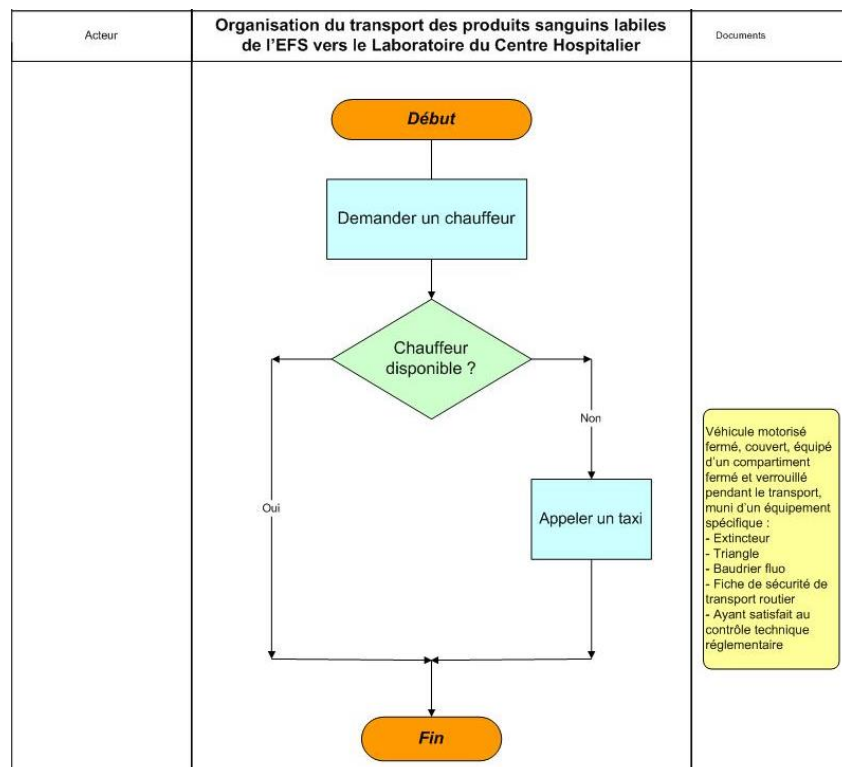 Acteur
Organisation du transport des produits sanguins labiles
de l'EFS vers le Laboratoire du Centre Hospitalier
Documents
Début
Demander un chauffeur
Chauffeur
disponible ?
Non
Oui
Appeler un taxi
Véhicule motorisé
fermé, couvert, équipé
d'un compartiment
fermé et verrouillé
pendant le transport,
muni d'un équipement
spécifique :
- Extincteur
- Triangle
- Baudrier fluo
- Fiche de sécurité de
transport routier
- Ayant satisfait au
contrôle technique
réglementaire
Fin